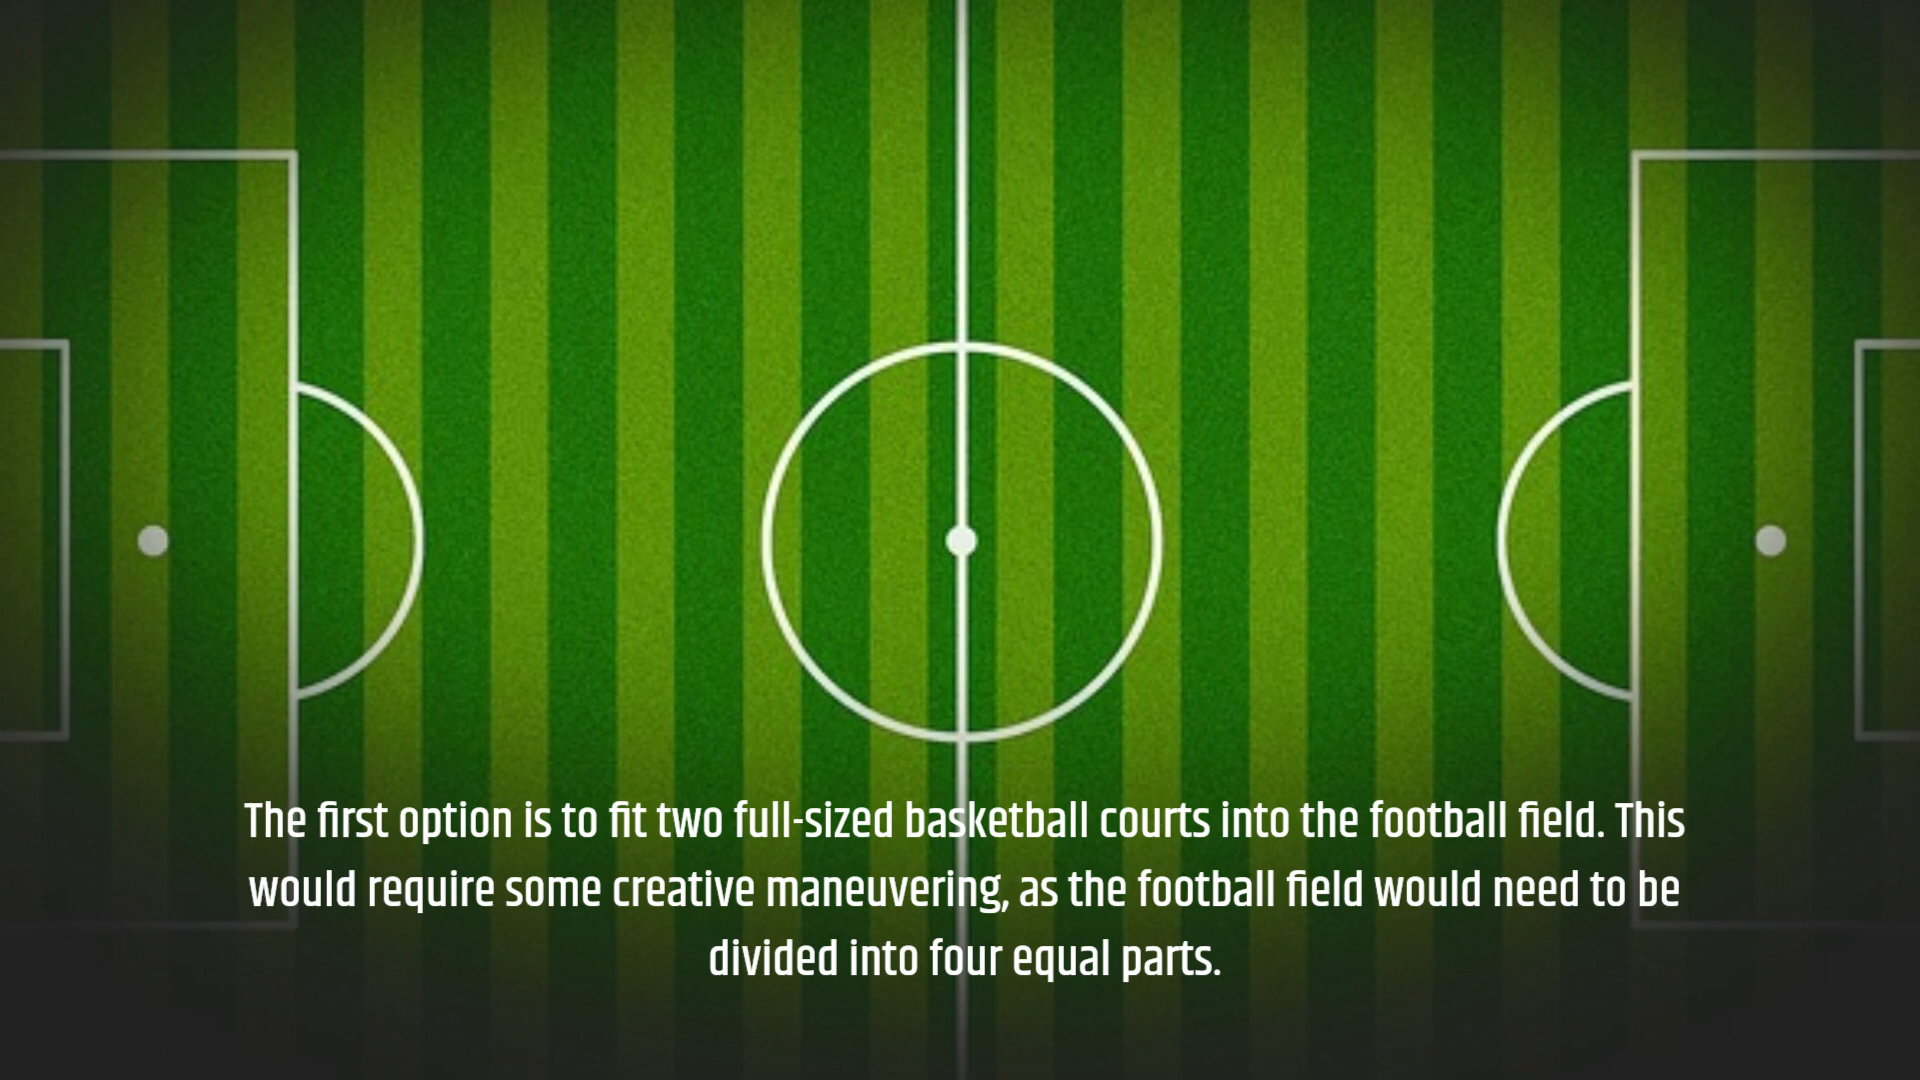 The first option is to fit two full-sized basketball courts into the football field. This
would require some creative maneuvering, as the football field would need to be
divided into four equal parts.